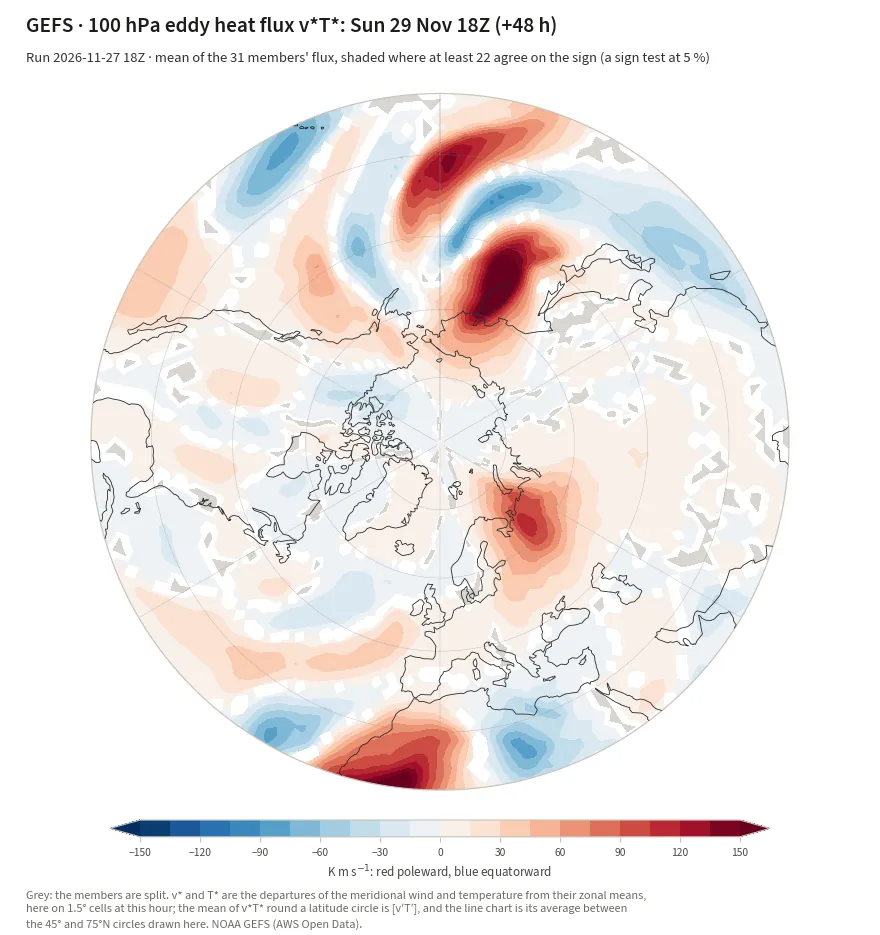 GEFS · 100 hPa eddy heat flux v*T*: Sun 29 Nov 18Z (+48 h)
Run 2026-11-27 18Z · mean of the 31 members' flux, shaded where at least 22 agree on the sign (a sign test at 5 %)
−150 −120 −90 −60 −30 0 30 60 90 120 150
K m s⁻¹: red poleward, blue equatorward
Grey: the members are split. v* and T* are the departures of the meridional wind and temperature from their zonal means,
here on 1.5° cells at this hour; the mean of v*T* round a latitude circle is [v′T′], and the line chart is its average between
the 45° and 75°N circles drawn here. NOAA GEFS (AWS Open Data).